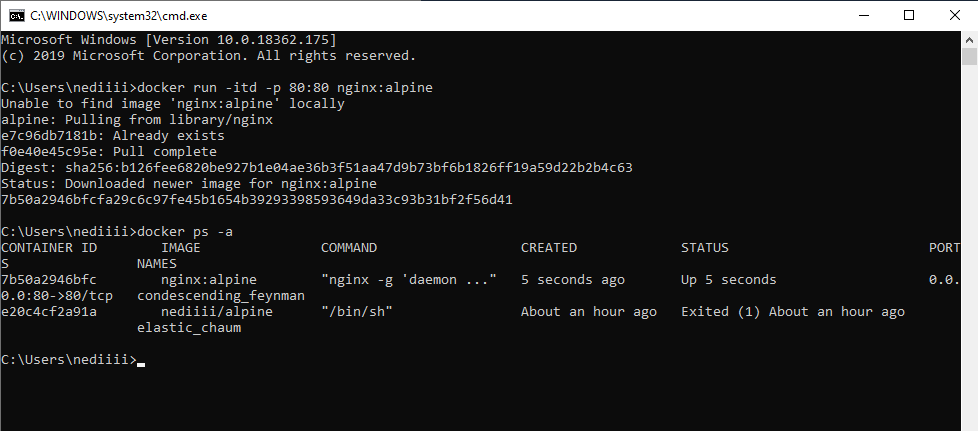 C:\WINDOWS\system32\cmd.exe
Microsoft Windows [Version 10.0.18362.175]
(c) 2019 Microsoft Corporation. All rights reserved.
C:\Users\nediiii>docker run -itd -p 80:80 nginx:alpine
Unable to find image 'nginx:alpine' locally
alpine: Pulling from library/nginx
e7c96db7181b: Already exists
f0e40e45c95e: Pull complete
Digest: sha256:b126fee6820be927b1e04ae36b3f51aa47d9b73bf6b1826ff19a59d22b2b4c63
Status: Downloaded newer image for nginx:alpine
7b50a2946bfcfa29c6c97fe45b1654b39293398593649da33c93b31bf2f56d41
C:\Users\nediiii>docker ps -a
CONTAINER ID        IMAGE               COMMAND                  CREATED             STATUS                         PORT
S                NAMES
7b50a2946bfc        nginx:alpine        "nginx -g 'daemon ..."   5 seconds ago       Up 5 seconds                   0.0.
0.0:80->80/tcp   condescending_feynman
e20c4cf2a91a        nediiii/alpine      "/bin/sh"                About an hour ago   Exited (1) About an hour ago
                 elastic_chaum
C:\Users\nediiii>